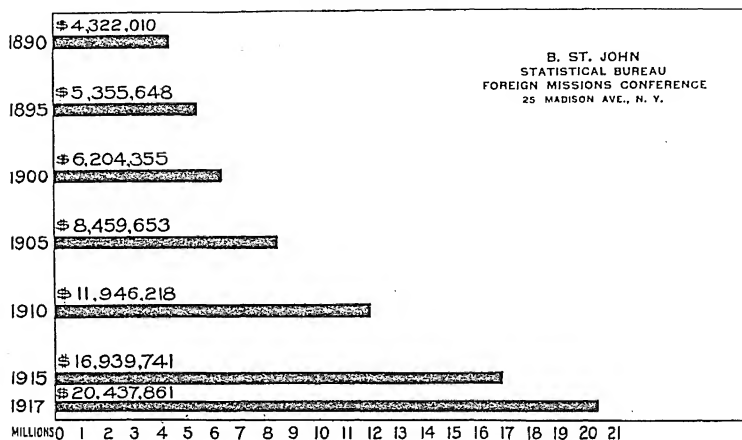 $4,322,010
1890
B. ST. JOHN
STATISTICAL BUREAU
FOREIGN MISSIONS CONFERENCE
25 MADISON AVE., N. Y.
$5,355,648
1895
$6,204,355
1900
$8,459,653
1905
$11,946,218
1910
$16,939,741
1915
$20,437,861
1917
MILLIONS 0 1 2 3 4 5 6 7 8 9 10 11 12 13 14 15 16 17 18 19 20 21